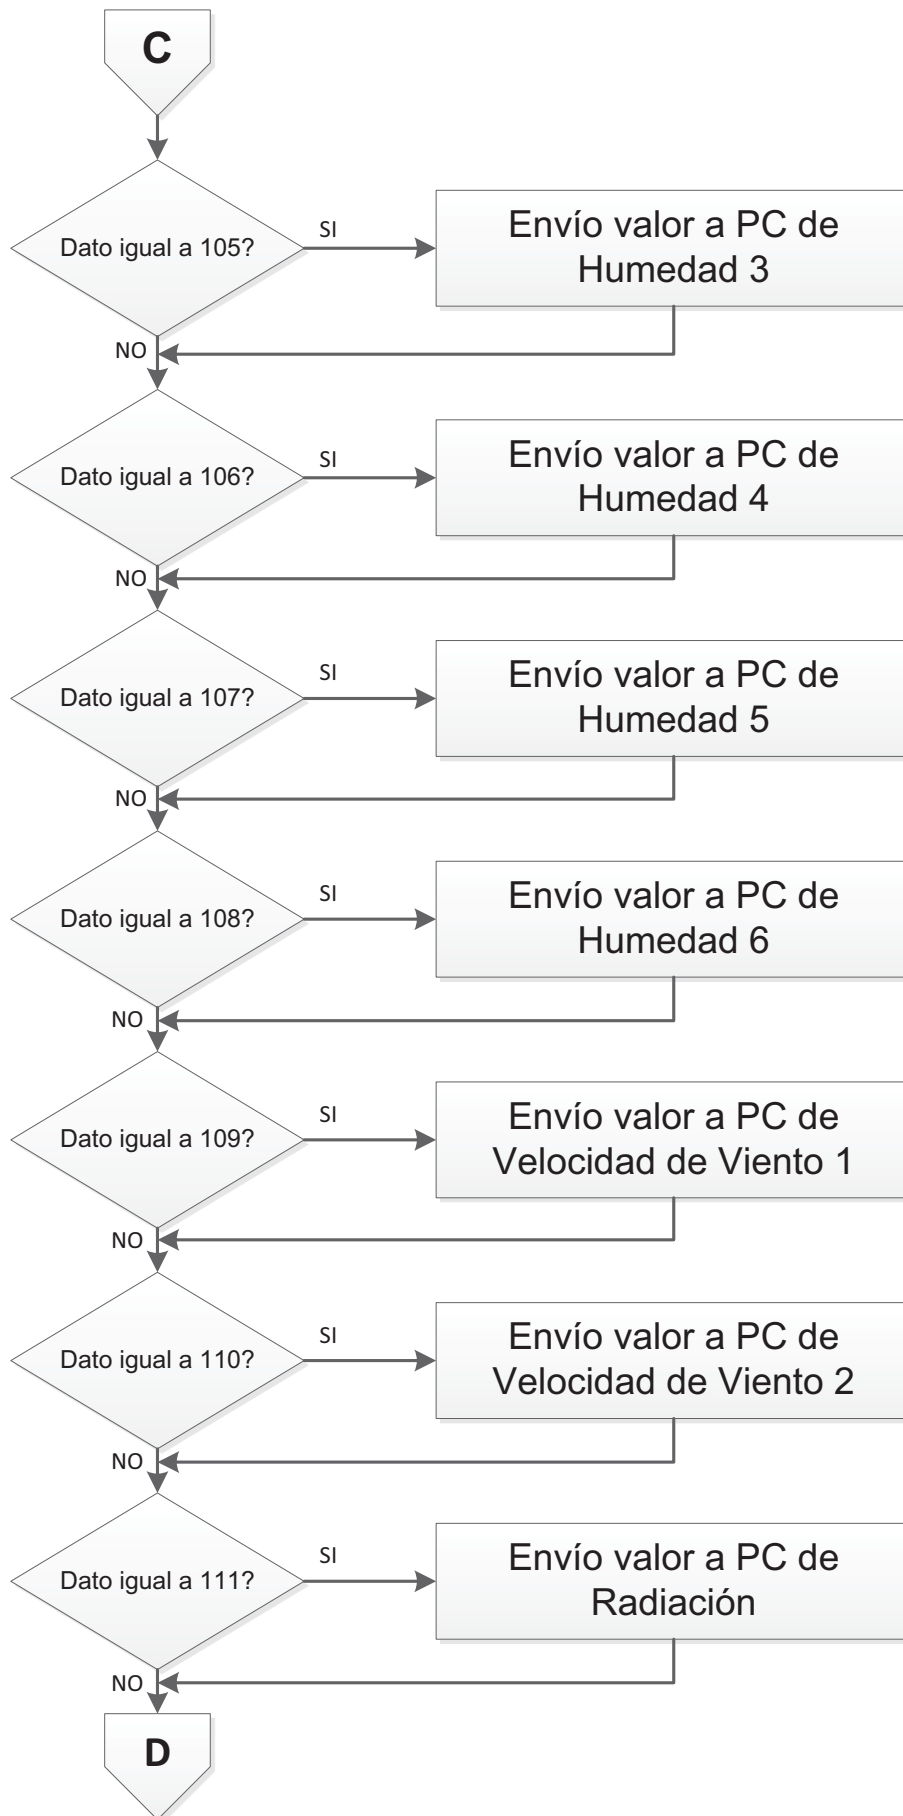 C
Dato igual a 105?
SI
Envío valor a PC de
Humedad 3
NO
Dato igual a 106?
SI
Envío valor a PC de
Humedad 4
NO
Dato igual a 107?
SI
Envío valor a PC de
Humedad 5
NO
Dato igual a 108?
SI
Envío valor a PC de
Humedad 6
NO
Dato igual a 109?
SI
Envío valor a PC de
Velocidad de Viento 1
NO
Dato igual a 110?
SI
Envío valor a PC de
Velocidad de Viento 2
NO
Dato igual a 111?
SI
Envío valor a PC de
Radiación
NO
D